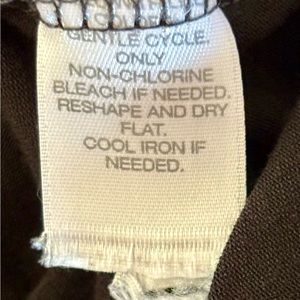 GENTLE CYCLE.
ONLY
NON-CHLORINE
BLEACH IF NEEDED.
RESHAPE AND DRY
FLAT.
COOL IRON IF
NEEDED.